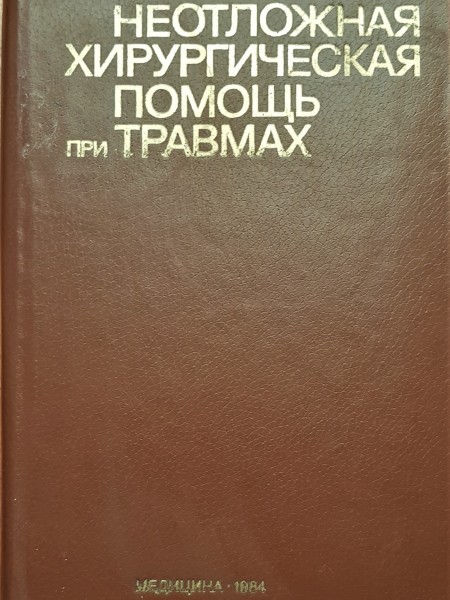 НЕОТЛОЖНАЯ
ХИРУРГИЧЕСКАЯ
ПОМОЩЬ
ПРИ ТРАВМАХ
МЕДИЦИНА · 1984